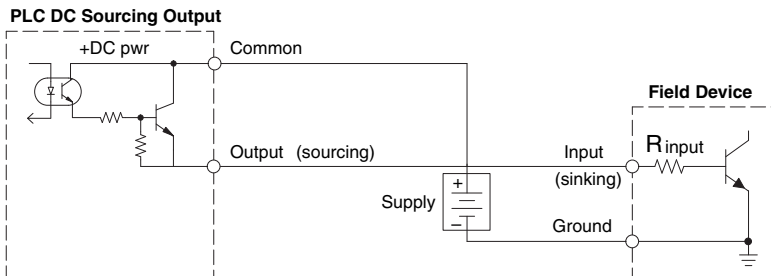 PLC DC Sourcing Output
+DC pwr
Common
Field Device
Output (sourcing)
Input
(sinking)
R input
+
Supply
–
Ground